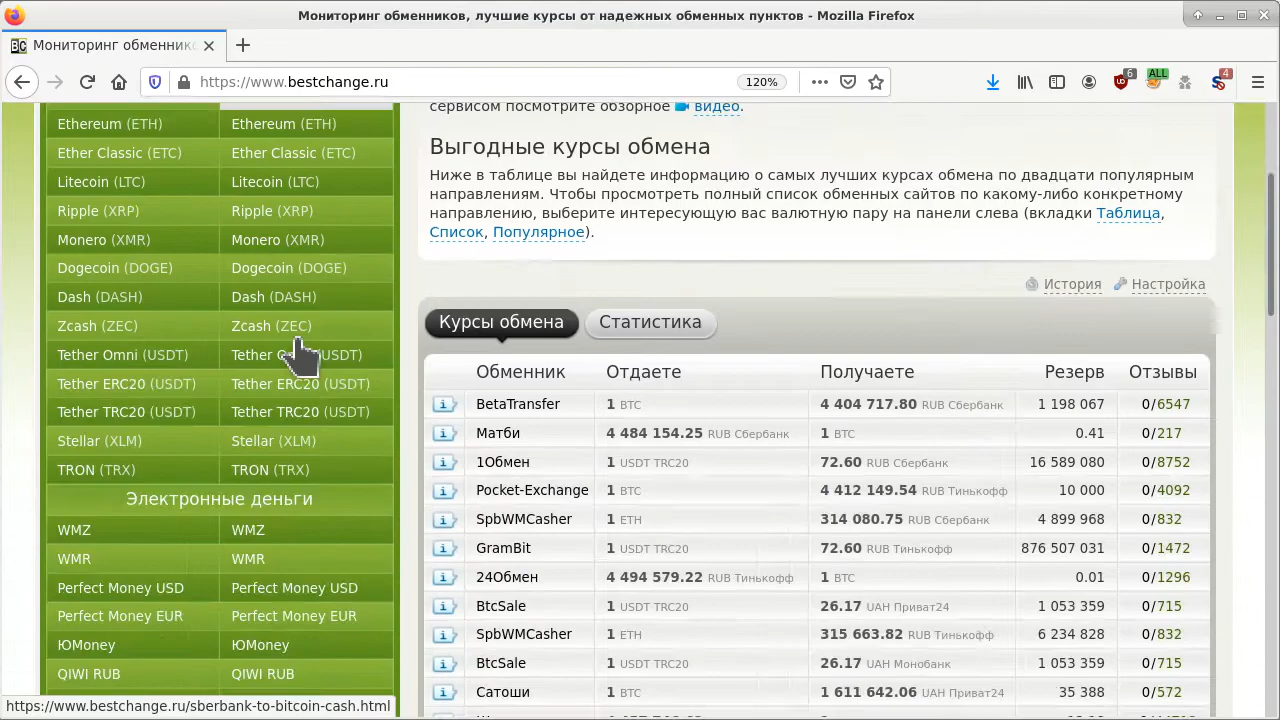 Мониторинг обменников, лучшие курсы от надежных обменных пунктов - Mozilla Firefox
Мониторинг обменник
https://www.bestchange.ru
120%
6
ALL
4
сервисом посмотрите обзорное видео.
Ethereum (ETH) Ethereum (ETH)
Ether Classic (ETC) Ether Classic (ETC)
Litecoin (LTC) Litecoin (LTC)
Ripple (XRP) Ripple (XRP)
Monero (XMR) Monero (XMR)
Dogecoin (DOGE) Dogecoin (DOGE)
Dash (DASH) Dash (DASH)
Zcash (ZEC) Zcash (ZEC)
Tether Omni (USDT) Tether (USDT)
Tether ERC20 (USDT) Tether ERC20 (USDT)
Tether TRC20 (USDT) Tether TRC20 (USDT)
Stellar (XLM) Stellar (XLM)
TRON (TRX) TRON (TRX)
Электронные деньги
WMZ WMZ
WMR WMR
Perfect Money USD Perfect Money USD
Perfect Money EUR Perfect Money EUR
ЮMoney ЮMoney
QIWI RUB QIWI RUB
https://www.bestchange.ru/sberbank-to-bitcoin-cash.html
Выгодные курсы обмена
Ниже в таблице вы найдете информацию о самых лучших курсах обмена по двадцати популярным
направлениям. Чтобы просмотреть полный список обменных сайтов по какому-либо конкретному
направлению, выберите интересующую вас валютную пару на панели слева (вкладки Таблица,
Список, Популярное).
История Настройка
Курсы обмена Статистика
Обменник Отдаете Получаете Резерв Отзывы
BetaTransfer 1 BTC 4 404 717.80 RUB Сбербанк 1 198 067 0/6547
Матби 4 484 154.25 RUB Сбербанк 1 BTC 0.41 0/217
1Обмен 1 USDT TRC20 72.60 RUB Сбербанк 16 589 080 0/8752
Pocket-Exchange 1 BTC 4 412 149.54 RUB Тинькофф 10 000 0/4092
SpbWMCasher 1 ETH 314 080.75 RUB Сбербанк 4 899 968 0/832
GramBit 1 USDT TRC20 72.60 RUB Тинькофф 876 507 031 0/1472
24Обмен 4 494 579.22 RUB Тинькофф 1 BTC 0.01 0/1296
BtcSale 1 USDT TRC20 26.17 UAH Приват24 1 053 359 0/715
SpbWMCasher 1 ETH 315 663.82 RUB Тинькофф 6 234 828 0/832
BtcSale 1 USDT TRC20 26.17 UAH Монобанк 1 053 359 0/715
Сатоши 1 BTC 1 611 642.06 UAH Приват24 35 388 0/572